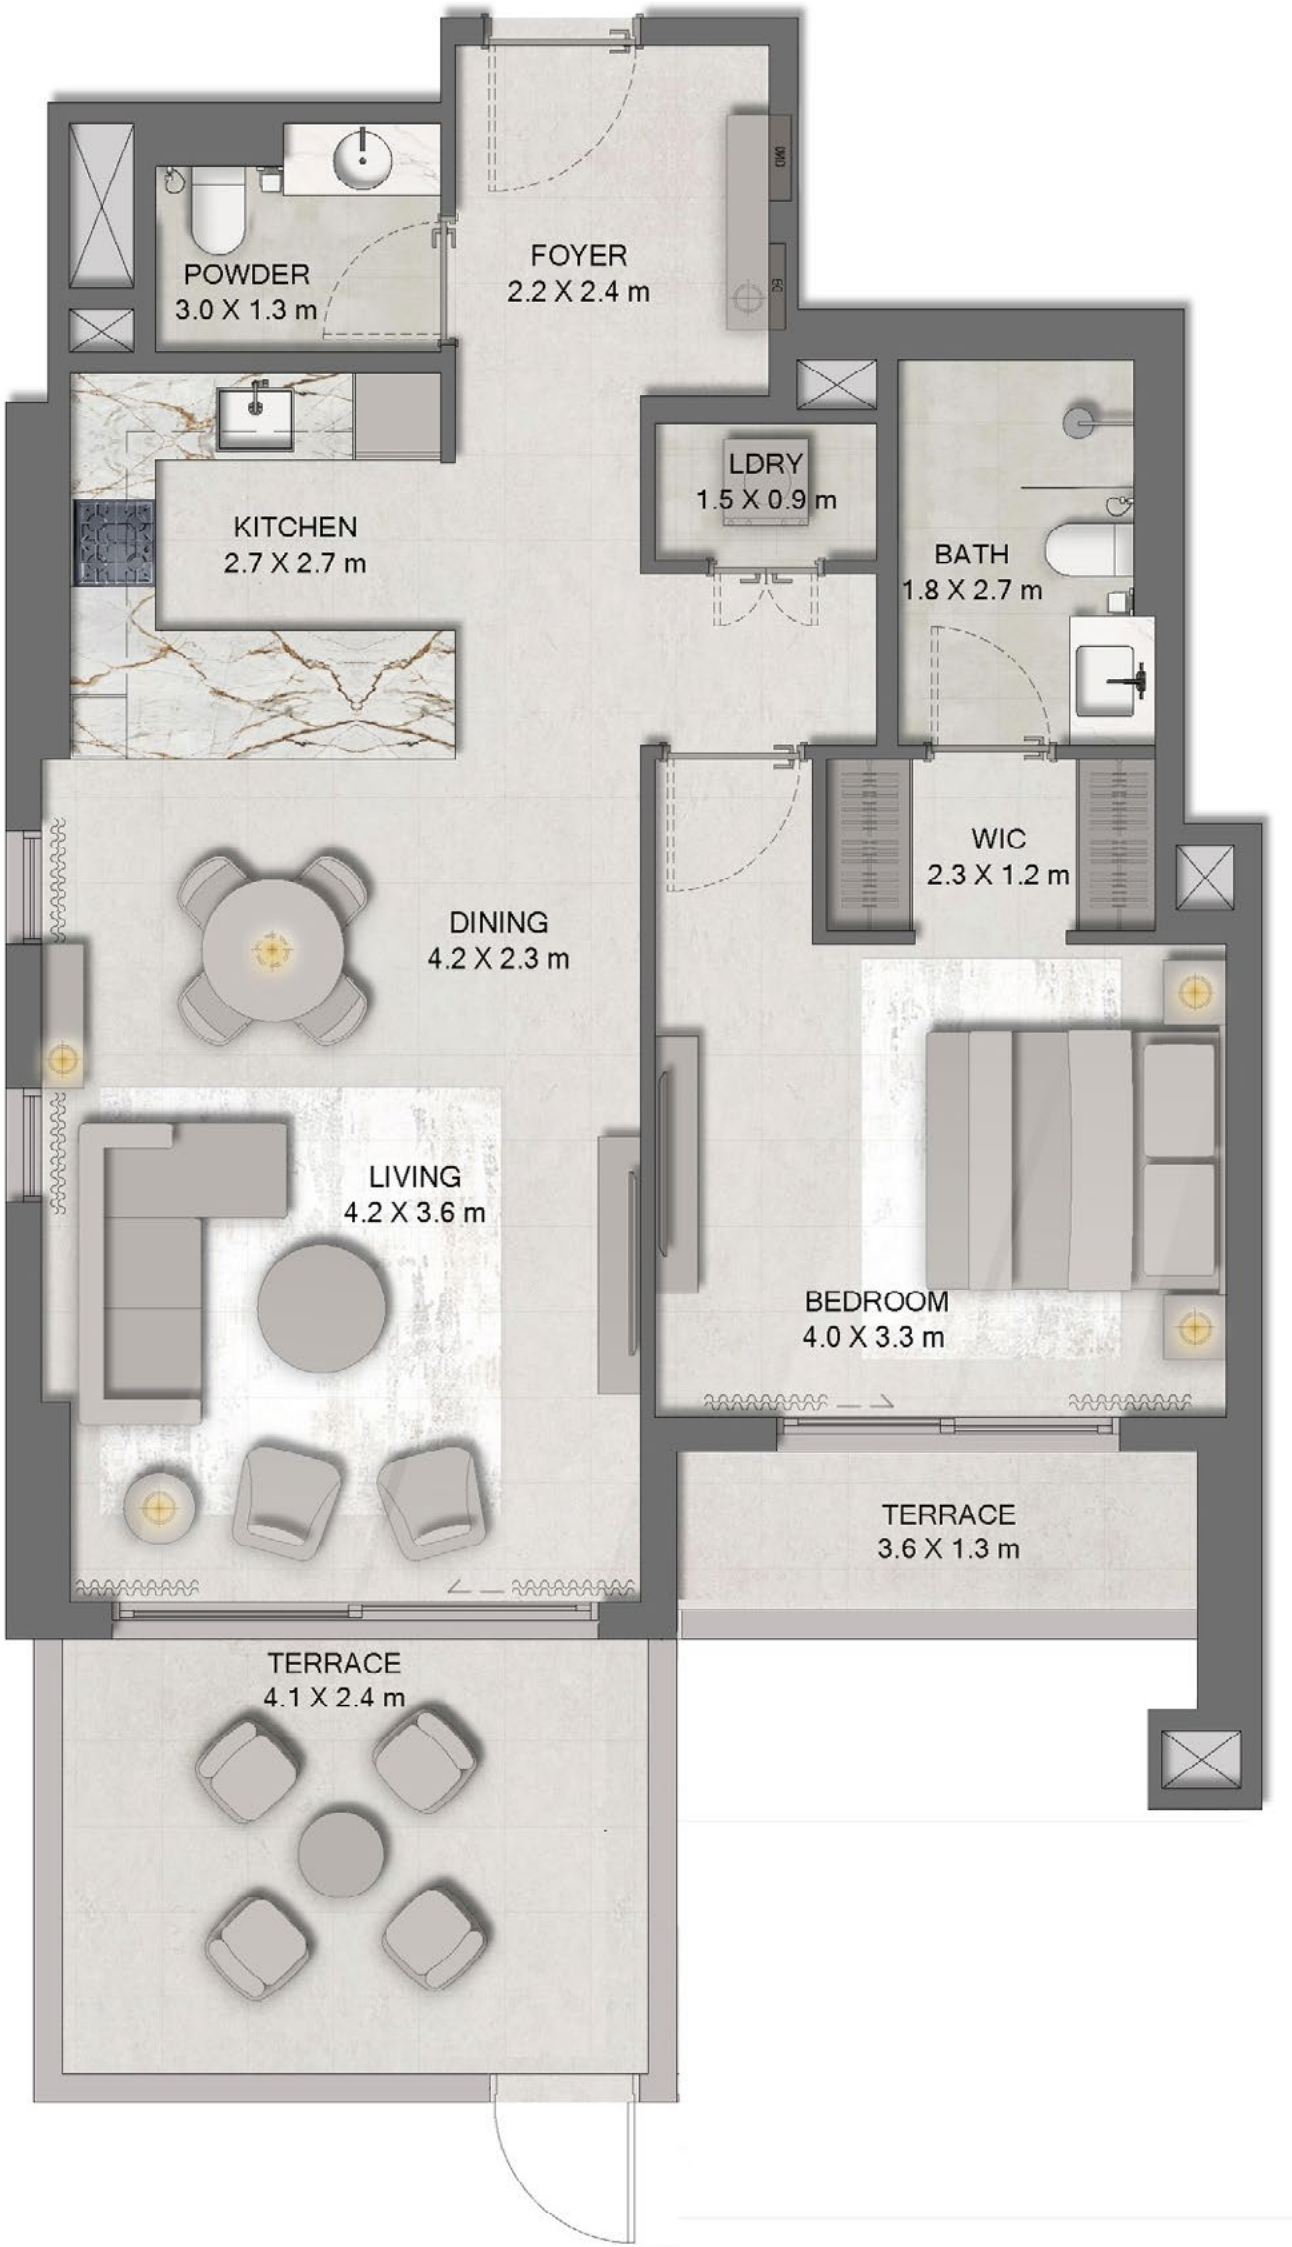 FOYER
2.2 X 2.4 m
POWDER
3.0 X 1.3 m
LDRY
1.5 X 0.9 m
KITCHEN
2.7 X 2.7 m
BATH
1.8 X 2.7 m
WIC
2.3 X 1.2 m
DINING
4.2 X 2.3 m
LIVING
4.2 X 3.6 m
BEDROOM
4.0 X 3.3 m
TERRACE
3.6 X 1.3 m
TERRACE
4.1 X 2.4 m